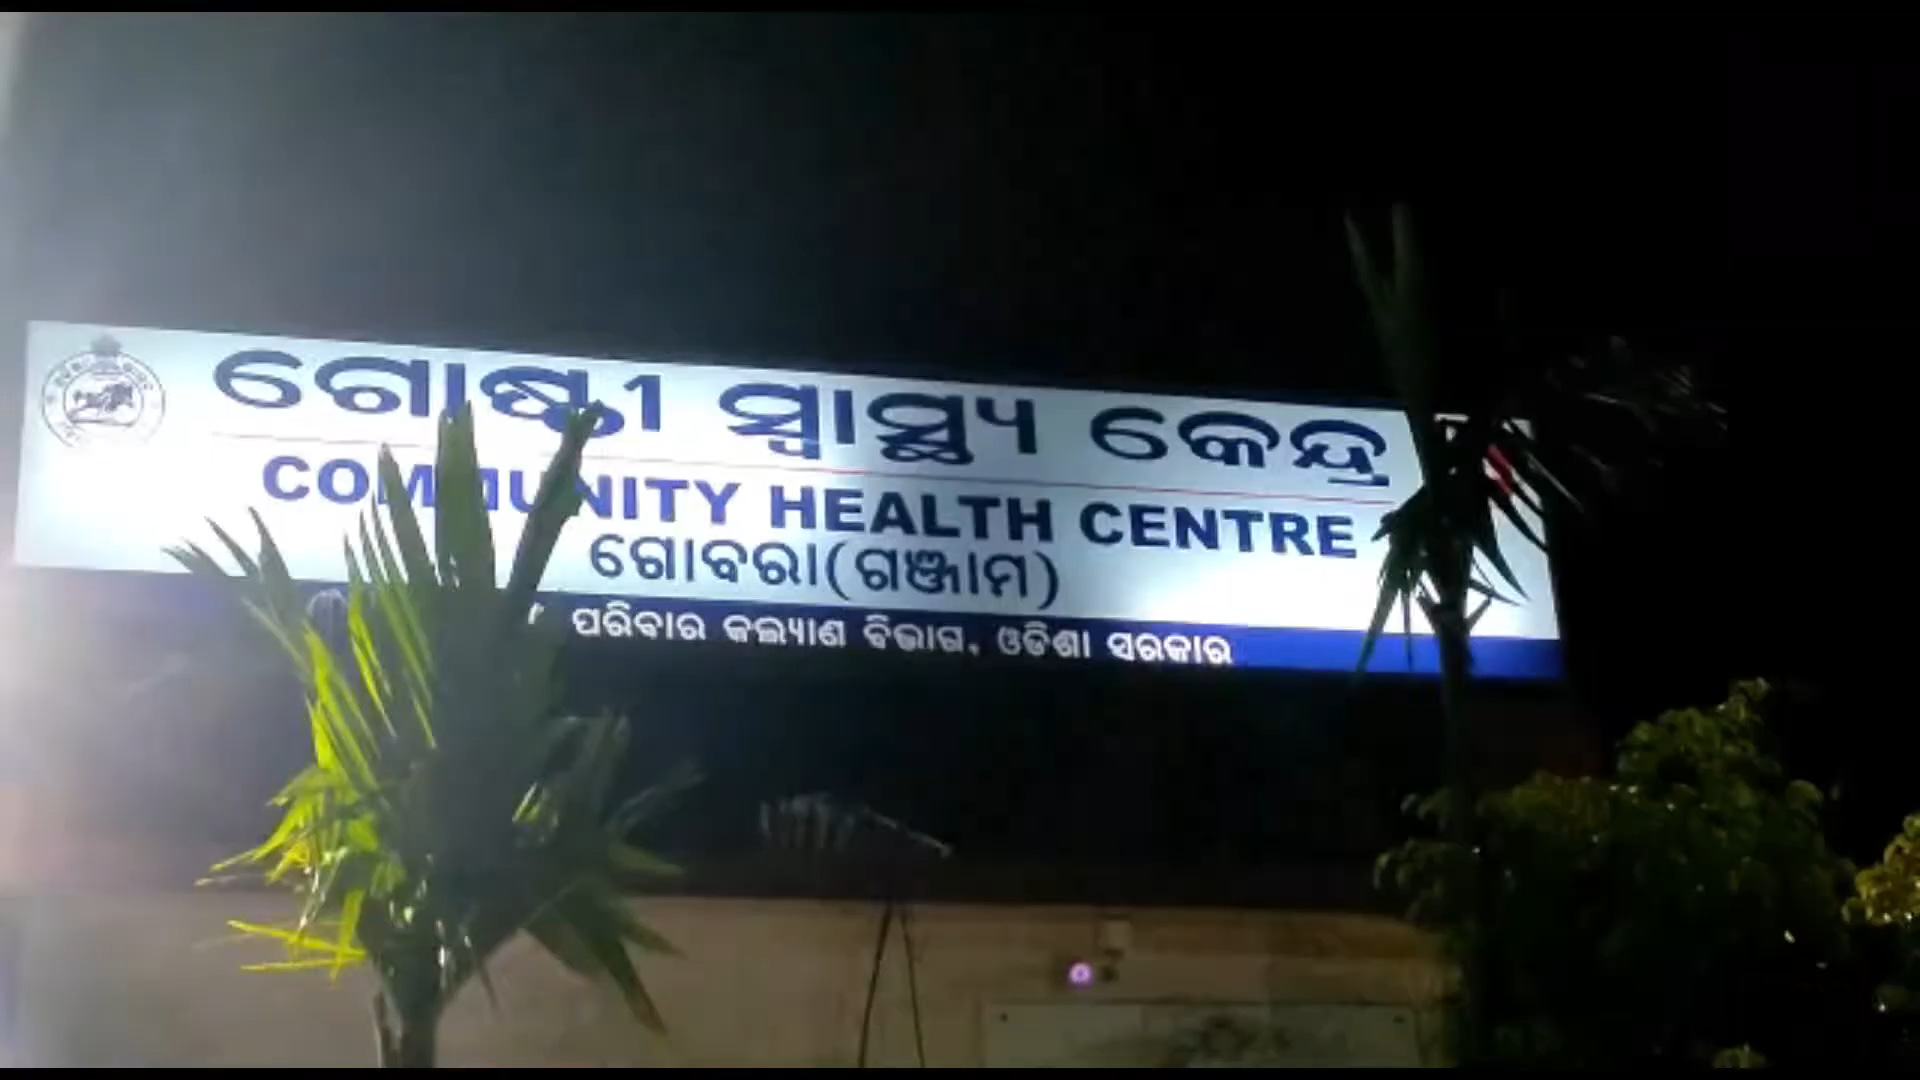 ଗୋଷ୍ଠୀ ସ୍ୱାସ୍ଥ୍ୟ କେନ୍ଦ୍ର
COMMUNITY HEALTH CENTRE
ଗୋବରା(ଗଞ୍ଜାମ)
ପରିବାର କଲ୍ୟାଣ ବିଭାଗ, ଓଡିଶା ସରକାର